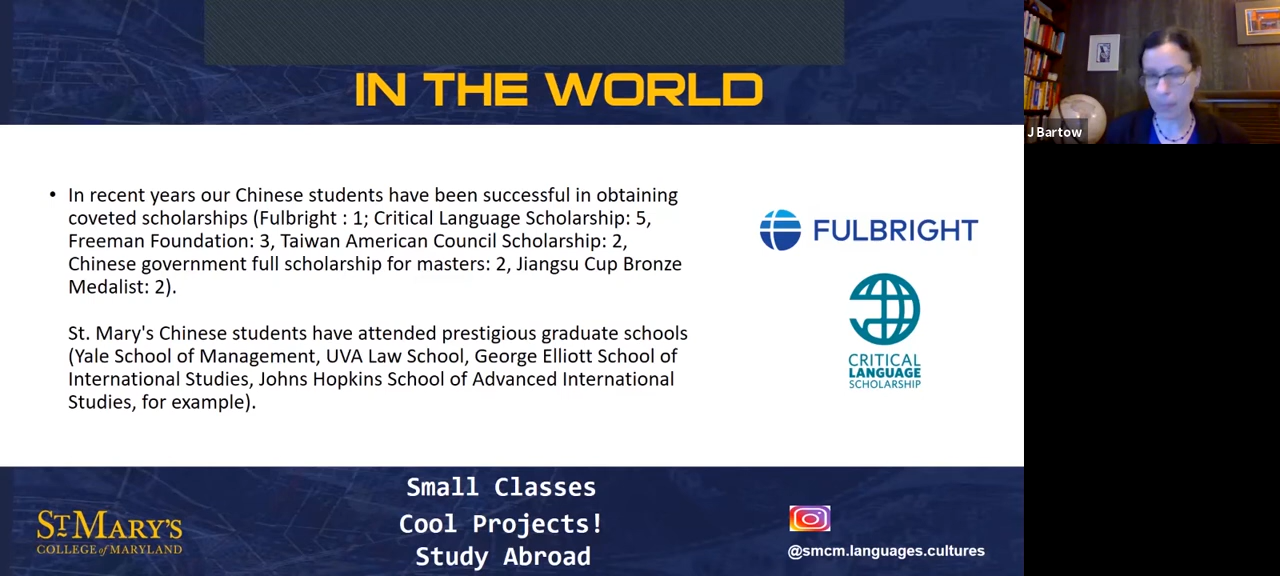 IN THE WORLD
J Bartow
• In recent years our Chinese students have been successful in obtaining
coveted scholarships (Fulbright : 1; Critical Language Scholarship: 5,
Freeman Foundation: 3, Taiwan American Council Scholarship: 2,
Chinese government full scholarship for masters: 2, Jiangsu Cup Bronze
Medalist: 2).
St. Mary's Chinese students have attended prestigious graduate schools
(Yale School of Management, UVA Law School, George Elliott School of
International Studies, Johns Hopkins School of Advanced International
Studies, for example).
FULBRIGHT
CRITICAL
LANGUAGE
SCHOLARSHIP
Small Classes
Cool Projects!
Study Abroad
ST MARY'S
COLLEGE of MARYLAND
@smcm.languages.cultures